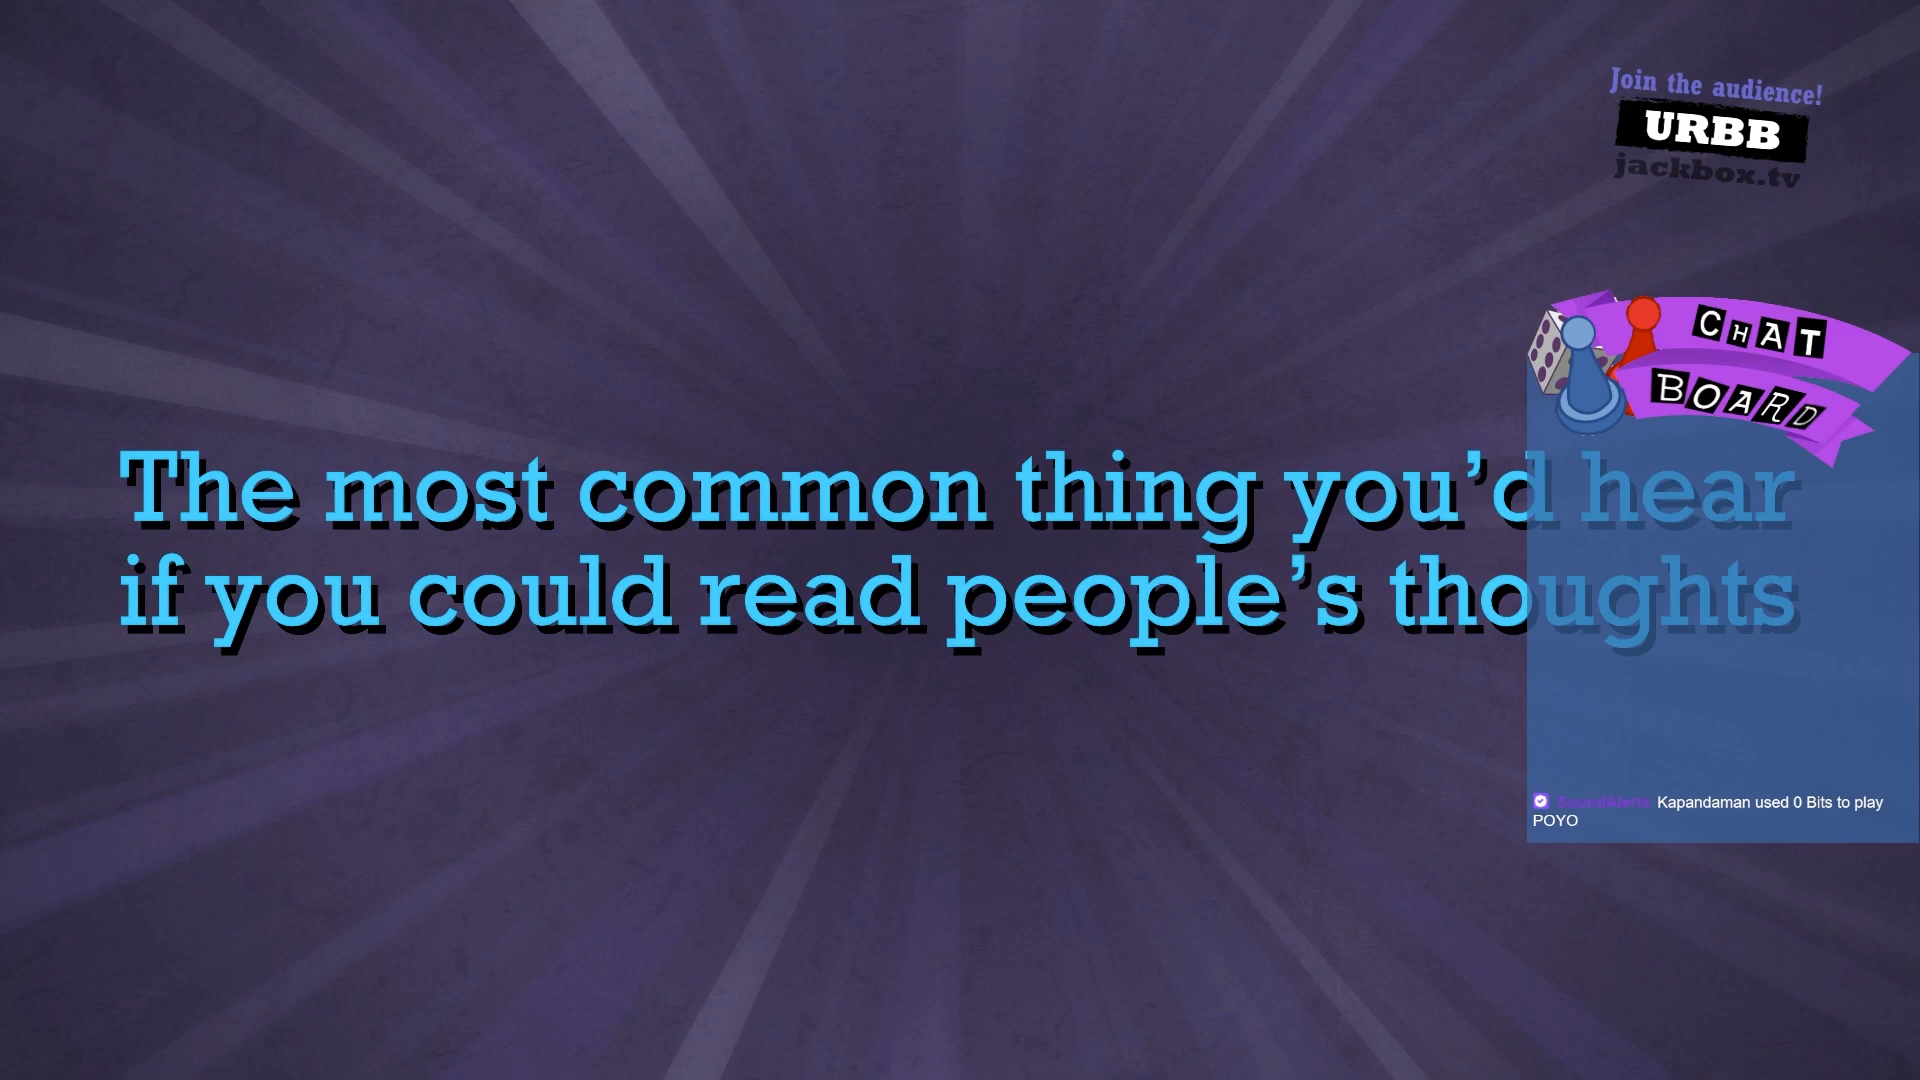 Join the audience!
URBB
jackbox.tv
CHAT
BOARD
The most common thing you’d hear
if you could read people’s thoughts
SoundAlerts Kapandaman used 0 Bits to play
POYO